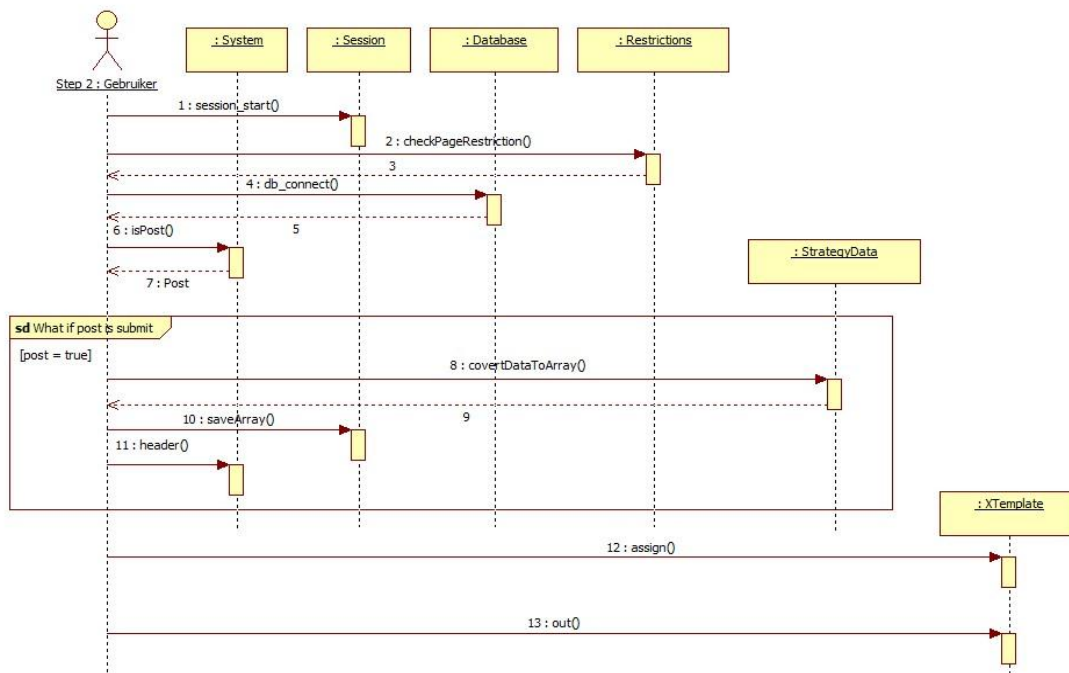 : System
: Session
: Database
: Restrictions
Step 2 : Gebruiker
1 : session_start()
2 : checkPageRestriction()
3
4 : db_connect()
5
6 : isPost()
: StrategyData
7 : Post
sd What if post is submit
[post = true]
8 : covertDataToArray()
9
10 : saveArray()
11 : header()
: XTemplate
12 : assign()
13 : out()